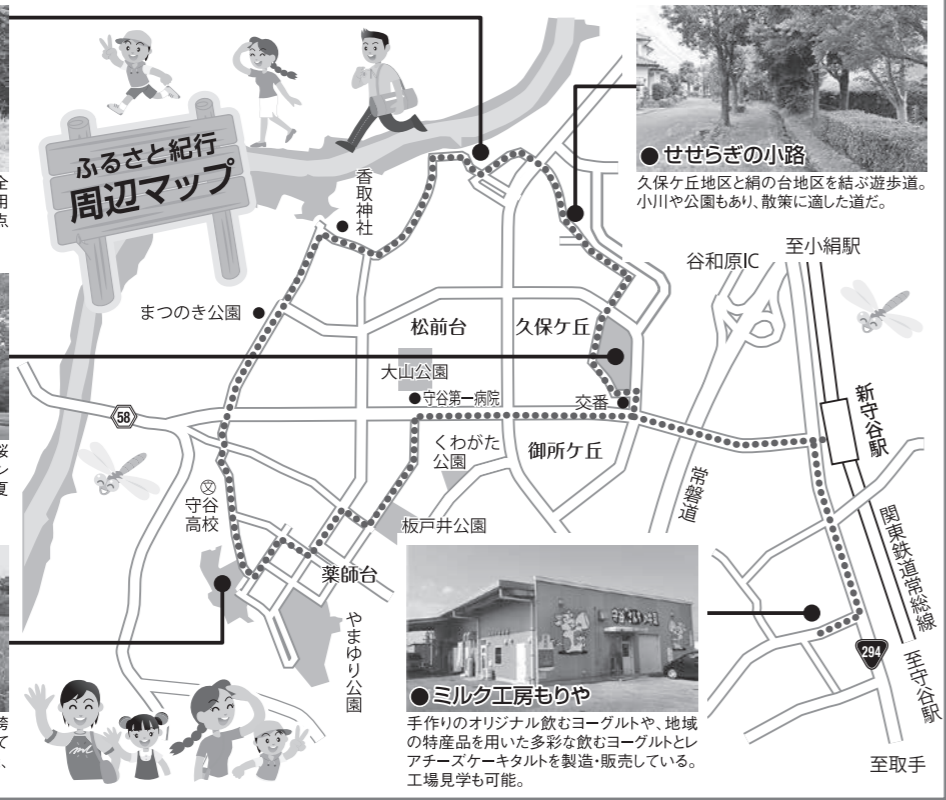 ふるさと紀行
周辺マップ
全
用
点
香取神社
まつのき公園
● せせらぎの小路
久保ケ丘地区と絹の台地区を結ぶ遊歩道。
小川や公園もあり、散策に適した道だ。
谷和原IC
至小絹駅
松前台
久保ケ丘
大山公園
守谷第一病院
交番
58
くわがた
公園
御所ケ丘
新守谷駅
桜
ン
夏
文
守谷
高校
板戸井公園
常磐道
関東鉄道常総線
薬師台
やまゆり公園
294
至守谷駅
至取手
● ミルク工房もりや
手作りのオリジナル飲むヨーグルトや、地域
の特産品を用いた多彩な飲むヨーグルトとレ
アチーズケーキタルトを製造・販売している。
工場見学も可能。
誇
て
、